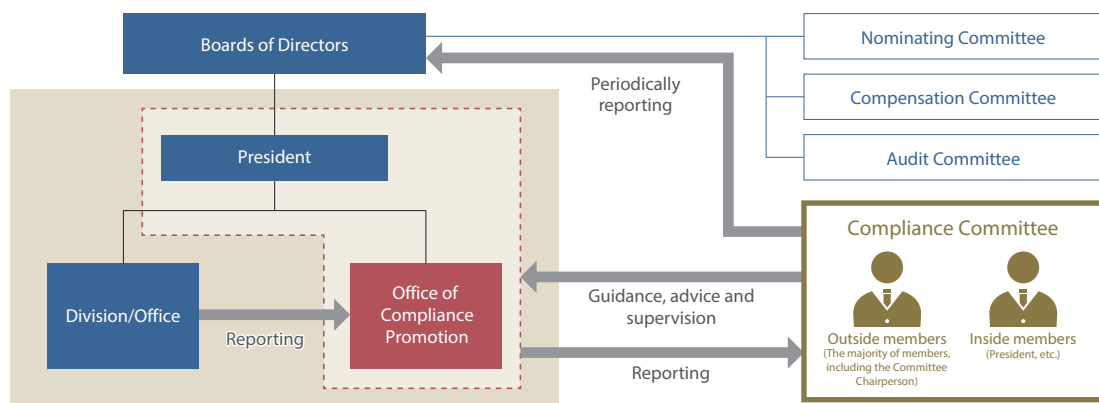 Boards of Directors
Nominating Committee
Periodically
reporting
Compensation Committee
President
Audit Committee
Compliance Committee
Division/Office
Reporting
Office of
Compliance
Promotion
Guidance, advice and
supervision
Reporting
Outside members
(The majority of members,
including the Committee
Chairperson)
Inside members
(President, etc.)